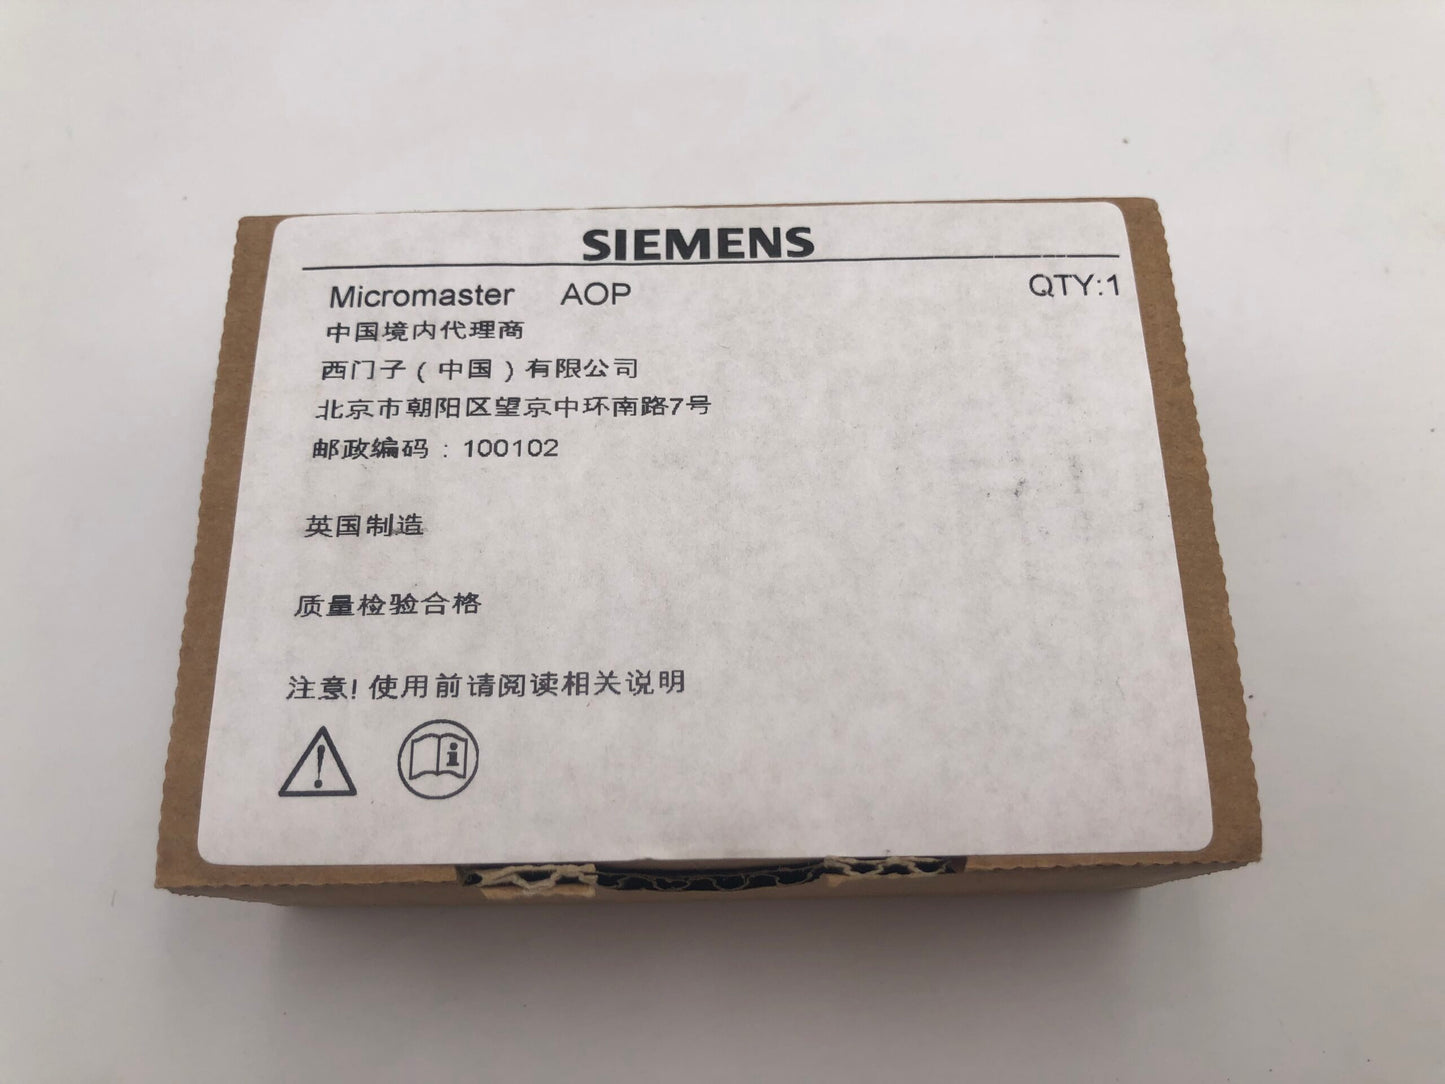 SIEMENS
Micromaster AOP QTY:1
中国境内代理商
西门子（中国）有限公司
北京市朝阳区望京中环南路7号
邮政编码：100102
英国制造
质量检验合格
注意! 使用前请阅读相关说明